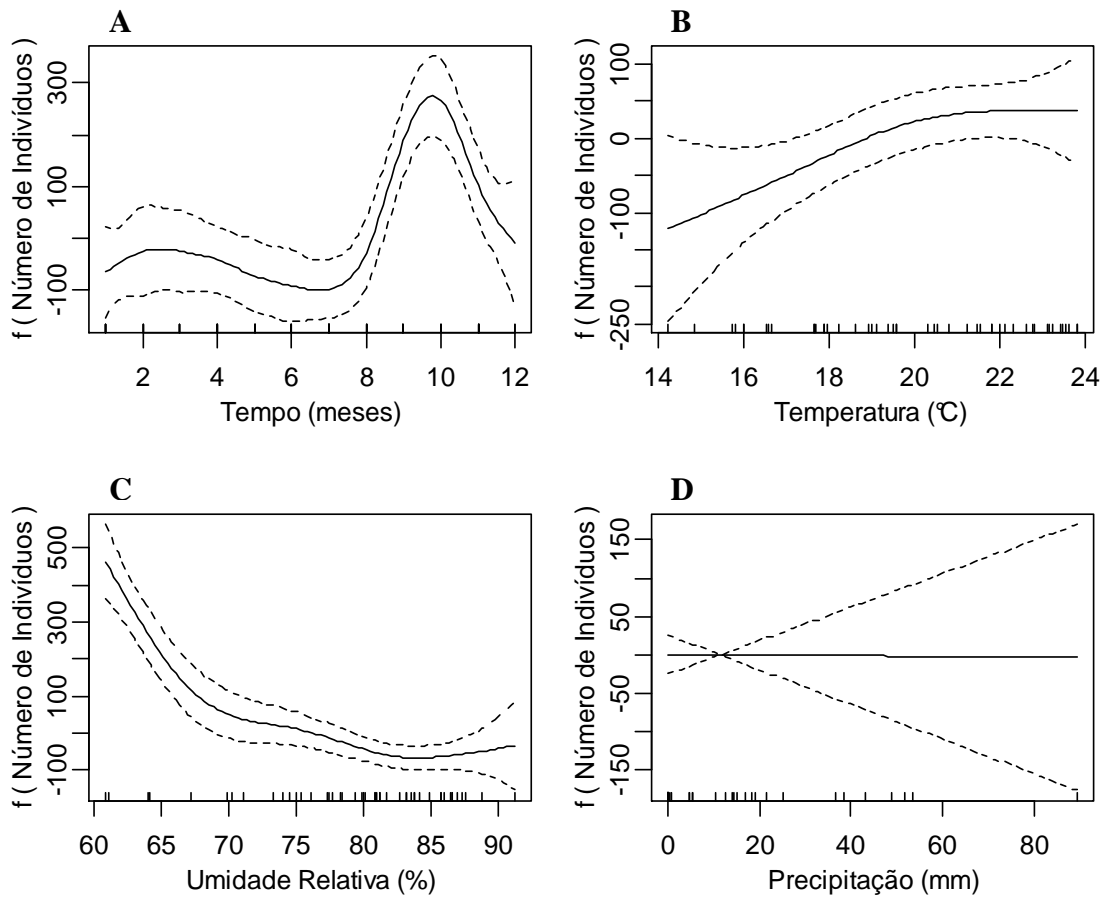 A
f ( Número de Indivíduos )
300
100
-100
2 4 6 8 10 12
Tempo (meses)
B
f ( Número de Indivíduos )
100
0
-100
-250
14 16 18 20 22 24
Temperatura (°C)
C
f ( Número de Indivíduos )
500
300
100
-100
60 65 70 75 80 85 90
Umidade Relativa (%)
D
f ( Número de Indivíduos )
150
50
-50
-150
0 20 40 60 80
Precipitação (mm)